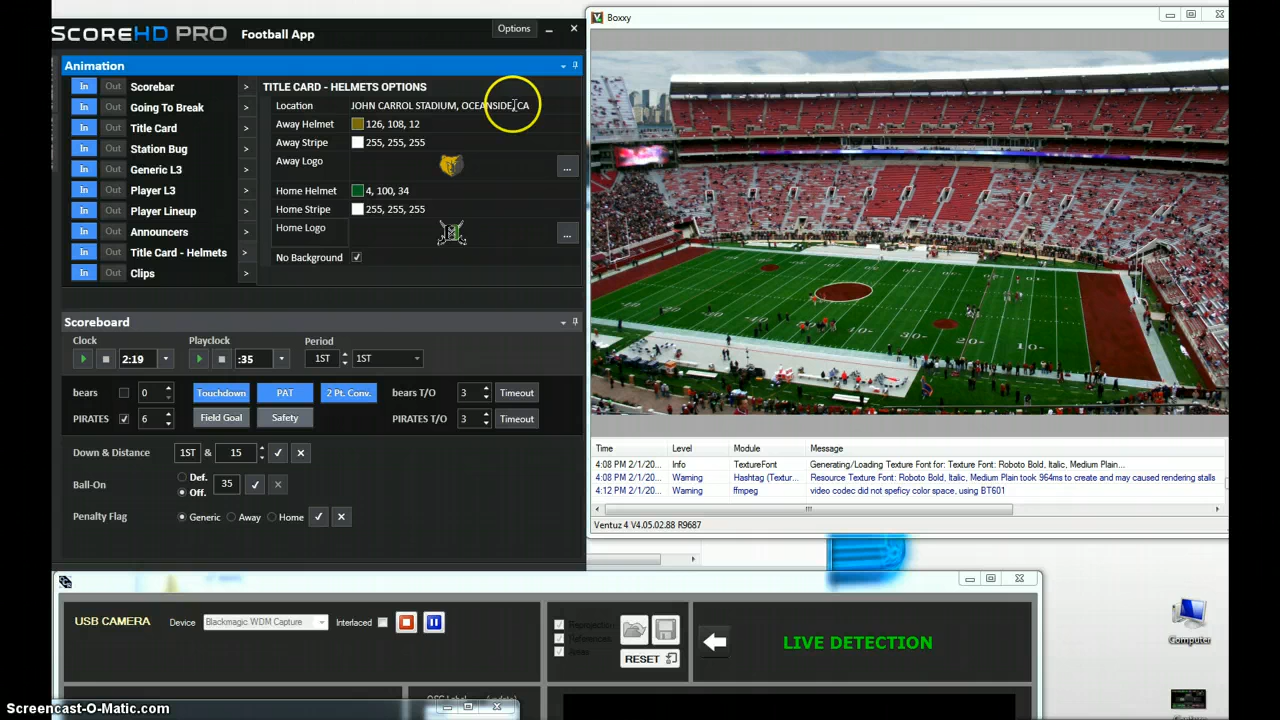 SCOREHD PRO Football App Options
Animation
In Out Scorebar >
In Out Going To Break >
In Out Title Card >
In Out Station Bug >
In Out Generic L3 >
In Out Player L3 >
In Out Player Lineup >
In Out Announcers >
In Out Title Card - Helmets >
In Out Clips >
TITLE CARD - HELMETS OPTIONS
Location JOHN CARROL STADIUM, OCEANSIDE, CA
Away Helmet 126, 108, 12
Away Stripe 255, 255, 255
Away Logo ...
Home Helmet 4, 100, 34
Home Stripe 255, 255, 255
Home Logo ...
No Background
Scoreboard
Clock Playclock Period
2:19 :35 1ST 1ST
bears 0 Touchdown PAT 2 Pt. Conv. bears T/O 3 Timeout
PIRATES 6 Field Goal Safety PIRATES T/O 3 Timeout
Down & Distance 1ST & 15
Ball-On Def. Off. 35
Penalty Flag Generic Away Home
Boxxy
Time Level Module Message
4:08 PM 2/1/20... Info TextureFont Generating/Loading Texture Font for: Texture Font: Roboto Bold, Italic, Medium Plain...
4:08 PM 2/1/20... Warning Hashtag (Textur... Resource Texture Font: Roboto Bold, Italic, Medium Plain took 964ms to create and may caused rendering stalls
4:12 PM 2/1/20... Warning ffmpeg video codec did not speficy color space, using BT601
Ventuz 4 V4.05.02.88 R9687
USB CAMERA Device Blackmagic WDM Capture Interlaced
References
RESET
LIVE DETECTION
Computer
Screencast-O-Matic.com